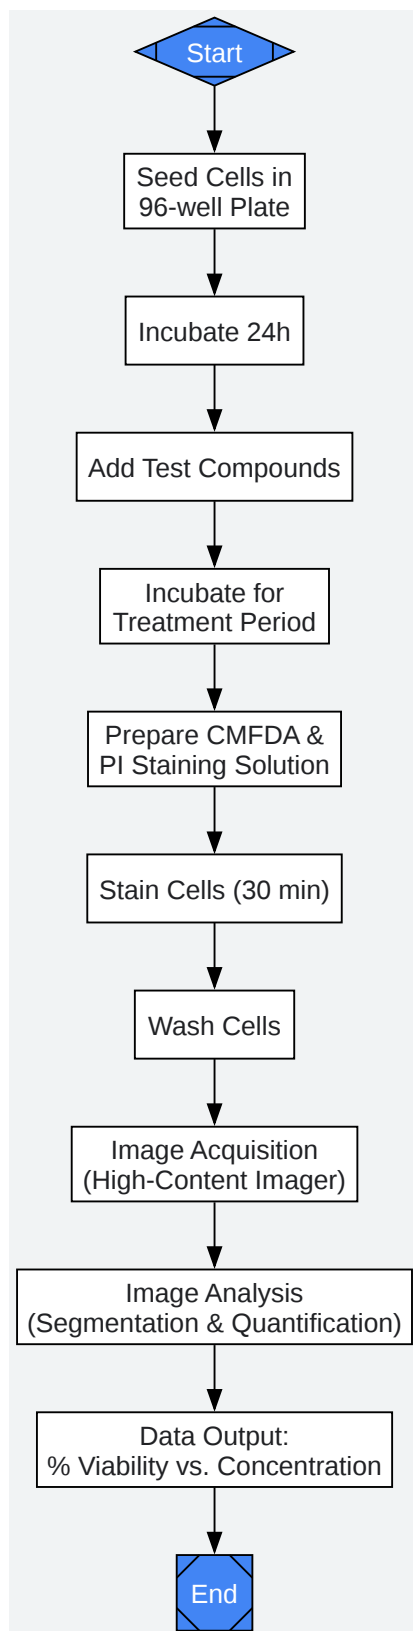 Start
Seed Cells in
96-well Plate
Incubate 24h
Add Test Compounds
Incubate for
Treatment Period
Prepare CMFDA &
PI Staining Solution
Stain Cells (30 min)
Wash Cells
Image Acquisition
(High-Content Imager)
Image Analysis
(Segmentation & Quantification)
Data Output:
% Viability vs. Concentration
End